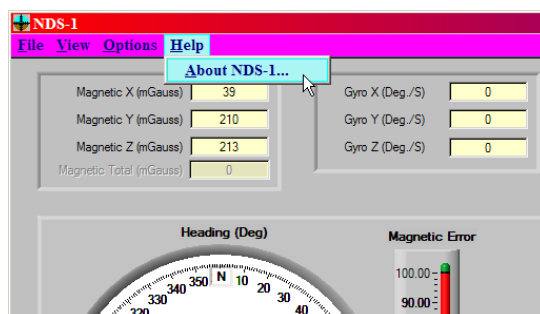 NDS-1
File View Options Help
About NDS-1...
Magnetic X (mGauss) 39
Gyro X (Deg./S) 0
Magnetic Y (mGauss) 210
Gyro Y (Deg./S) 0
Magnetic Z (mGauss) 213
Gyro Z (Deg./S) 0
Magnetic Total (mGauss) 0
Heading (Deg)
Magnetic Error
320 330 340 350 N 10 20 30 40
100.00
90.00